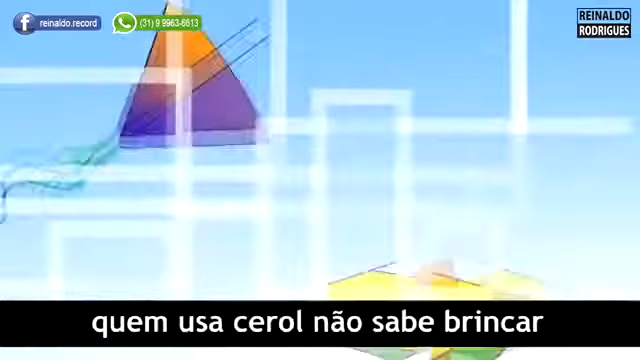 reinaldo.record
(31) 9 9963-6613
REINALDO
RODRIGUES
quem usa cerol não sabe brincar